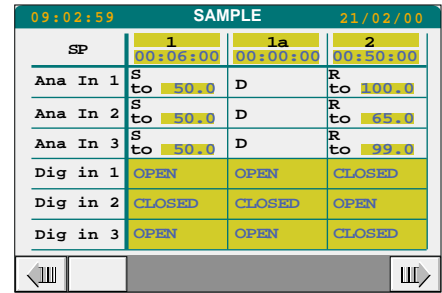 09:02:59 SAMPLE 21/02/00
SP 1 1a 2
00:06:00 00:00:00 00:50:00
Ana In 1 S to 50.0 D R to 100.0
Ana In 2 S to 50.0 D R to 65.0
Ana In 3 S to 50.0 D R to 99.0
Dig in 1 OPEN OPEN CLOSED
Dig in 2 CLOSED CLOSED OPEN
Dig in 3 OPEN OPEN CLOSED